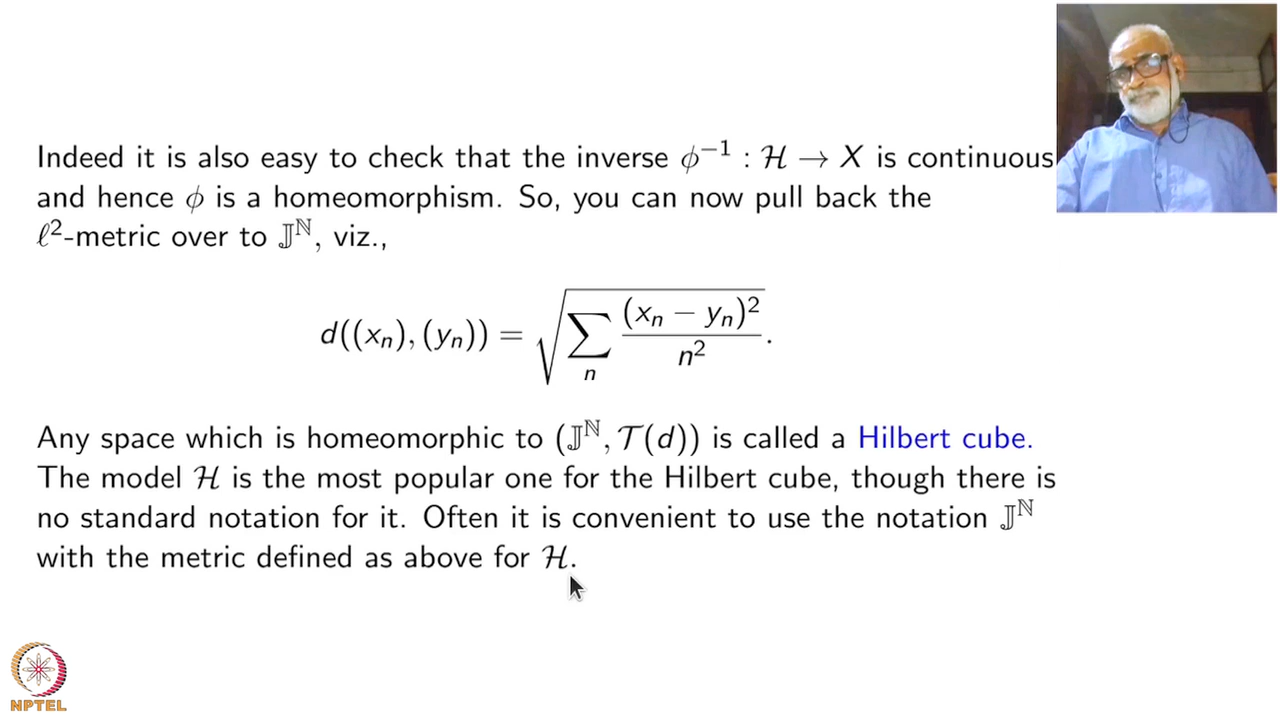 Indeed it is also easy to check that the inverse ϕ⁻¹ : ℋ → X is continuous
and hence ϕ is a homeomorphism. So, you can now pull back the
ℓ²-metric over to 𝕁^ℕ, viz.,
d((xₙ), (yₙ)) = √(∑ₙ (xₙ − yₙ)²/n²).
Any space which is homeomorphic to (𝕁^ℕ, 𝒯(d)) is called a Hilbert cube.
The model ℋ is the most popular one for the Hilbert cube, though there is
no standard notation for it. Often it is convenient to use the notation 𝕁^ℕ
with the metric defined as above for ℋ.
NPTEL